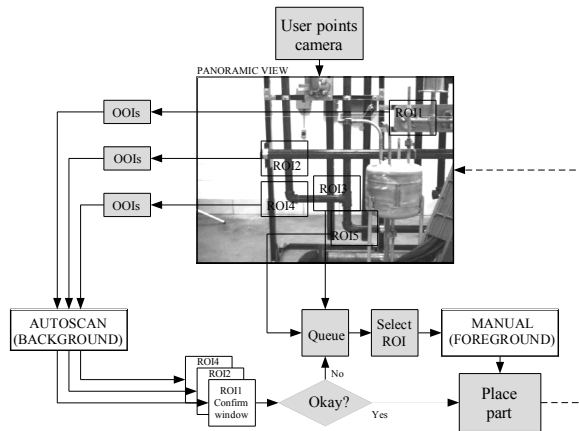 User points
camera
PANORAMIC VIEW
OOIs
ROI1
OOIs
ROI2
ROI3
OOIs
ROI4
ROI5
AUTOSCAN
(BACKGROUND)
Queue
Select
ROI
MANUAL
(FOREGROUND)
ROI4
ROI2
ROI1
Confirm
window
No
Okay?
Yes
Place
part